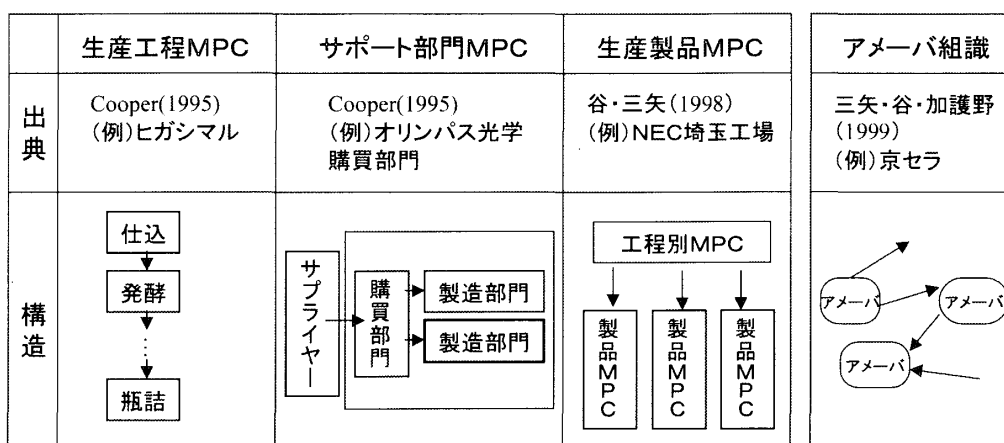 生産工程MPC
サポート部門MPC
生産製品MPC
アメーバ組織
出典
Cooper(1995)
(例)ヒガシマル
Cooper(1995)
(例)オリンパス光学
購買部門
谷・三矢(1998)
(例)NEC埼玉工場
三矢・谷・加護野
(1999)
(例)京セラ
構造
仕込
発酵
瓶詰
サプライヤー
購買部門
製造部門
製造部門
工程別MPC
製品MPC
製品MPC
製品MPC
アメーバ
アメーバ
アメーバ